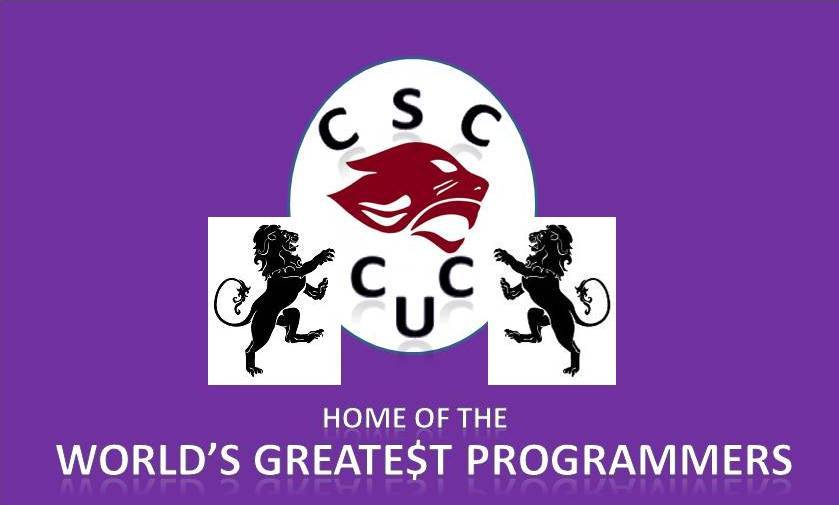 CSC
CUC
HOME OF THE
WORLD'S GREATE$T PROGRAMMERS